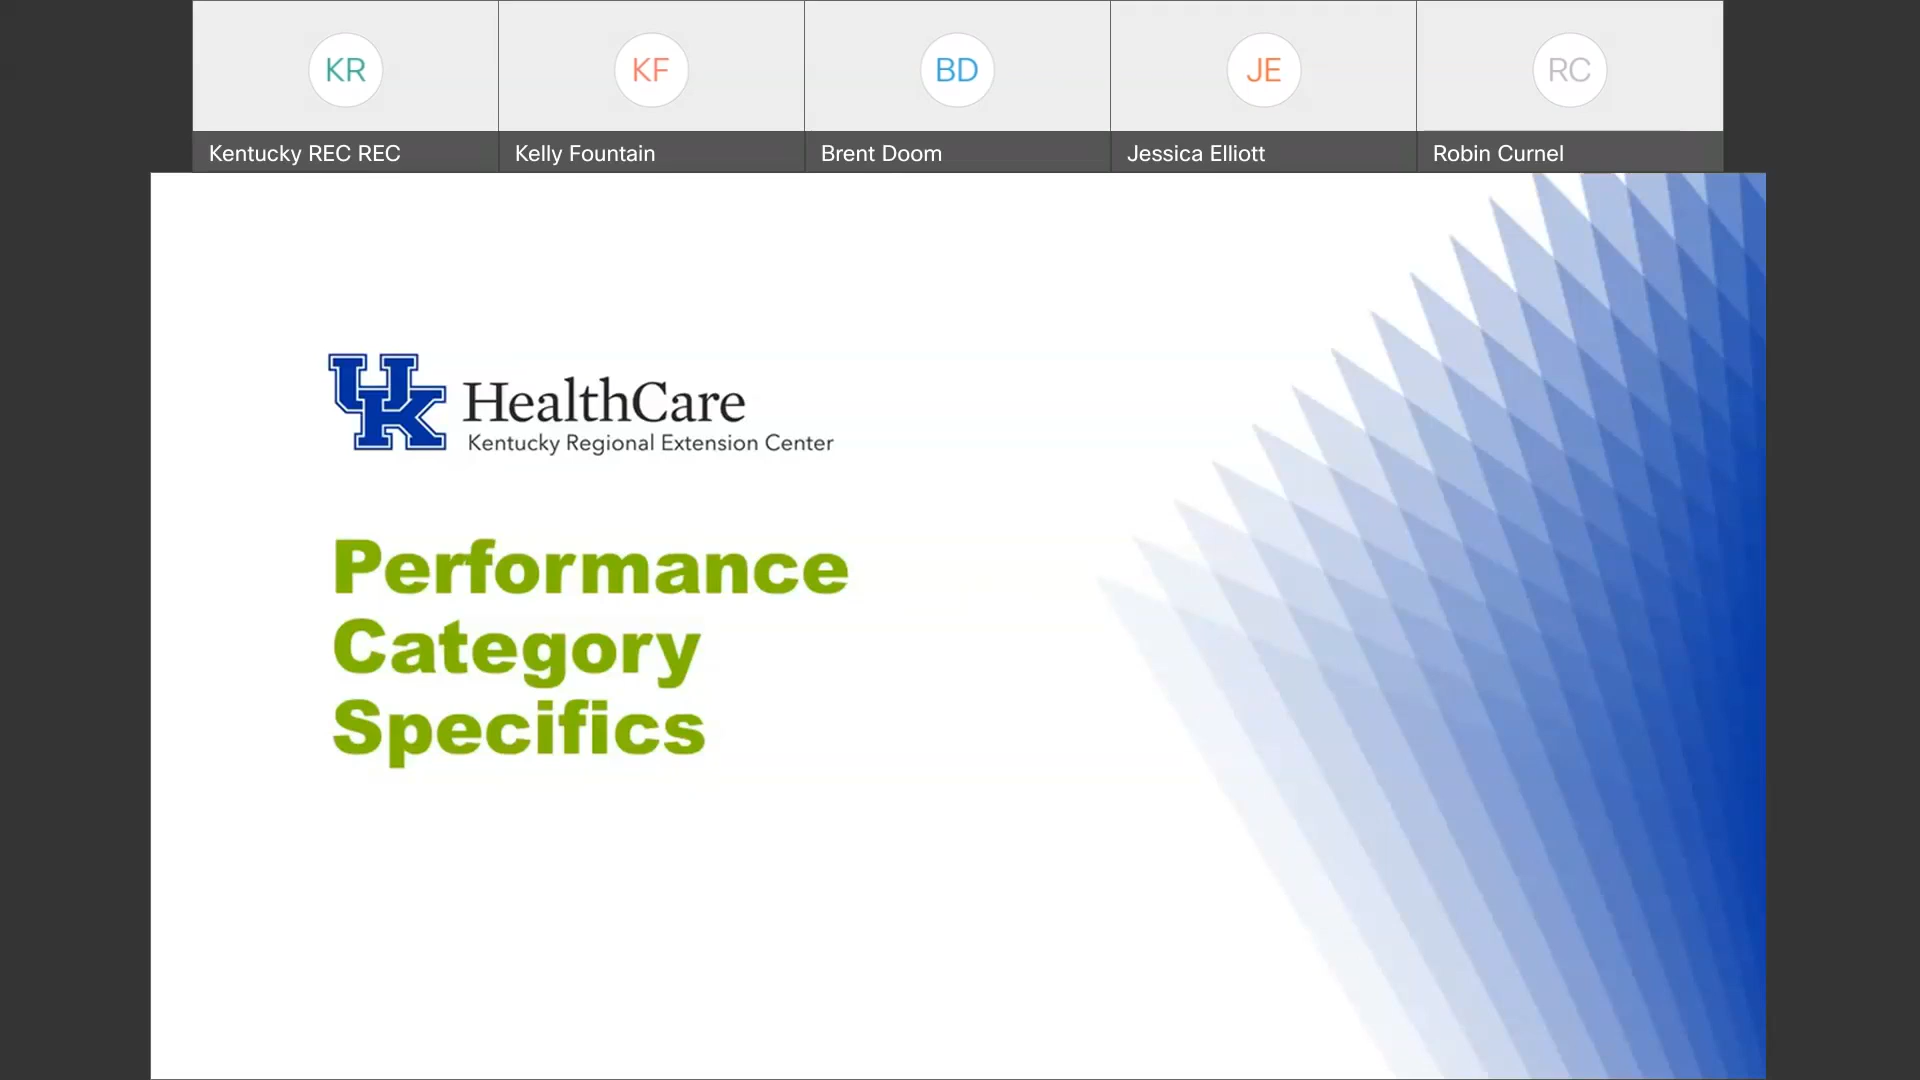 KR
KF
BD
JE
RC
Kentucky REC REC
Kelly Fountain
Brent Doom
Jessica Elliott
Robin Curnel
UK
HealthCare
Kentucky Regional Extension Center
Performance
Category
Specifics